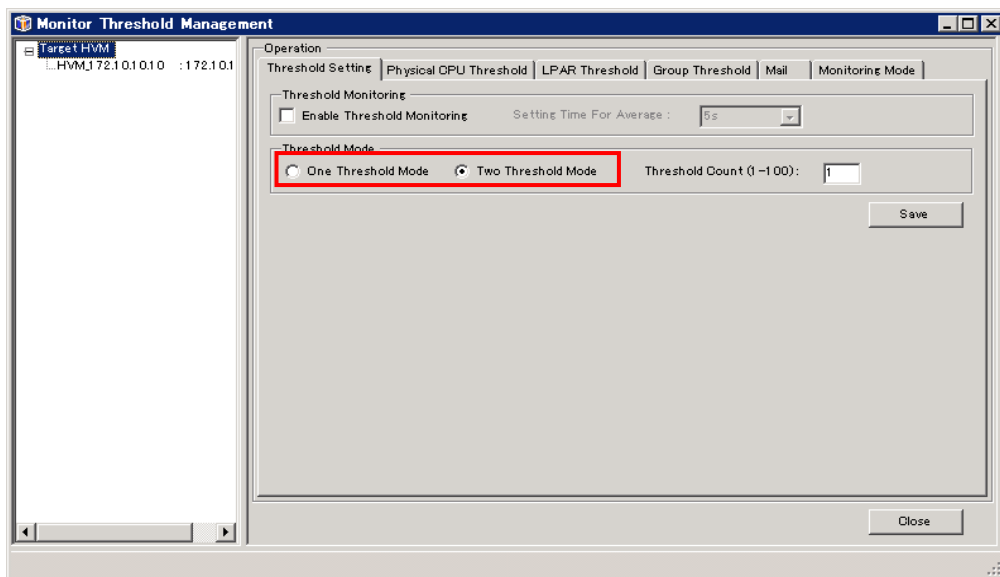 Monitor Threshold Management
Target HVM
HVM_172.10.10.10 :172.10.1
Operation
Threshold Setting Physical CPU Threshold LPAR Threshold Group Threshold Mail Monitoring Mode
Threshold Monitoring
Enable Threshold Monitoring Setting Time For Average : 5s
Threshold Mode
One Threshold Mode Two Threshold Mode Threshold Count (1-100): 1
Save
Close